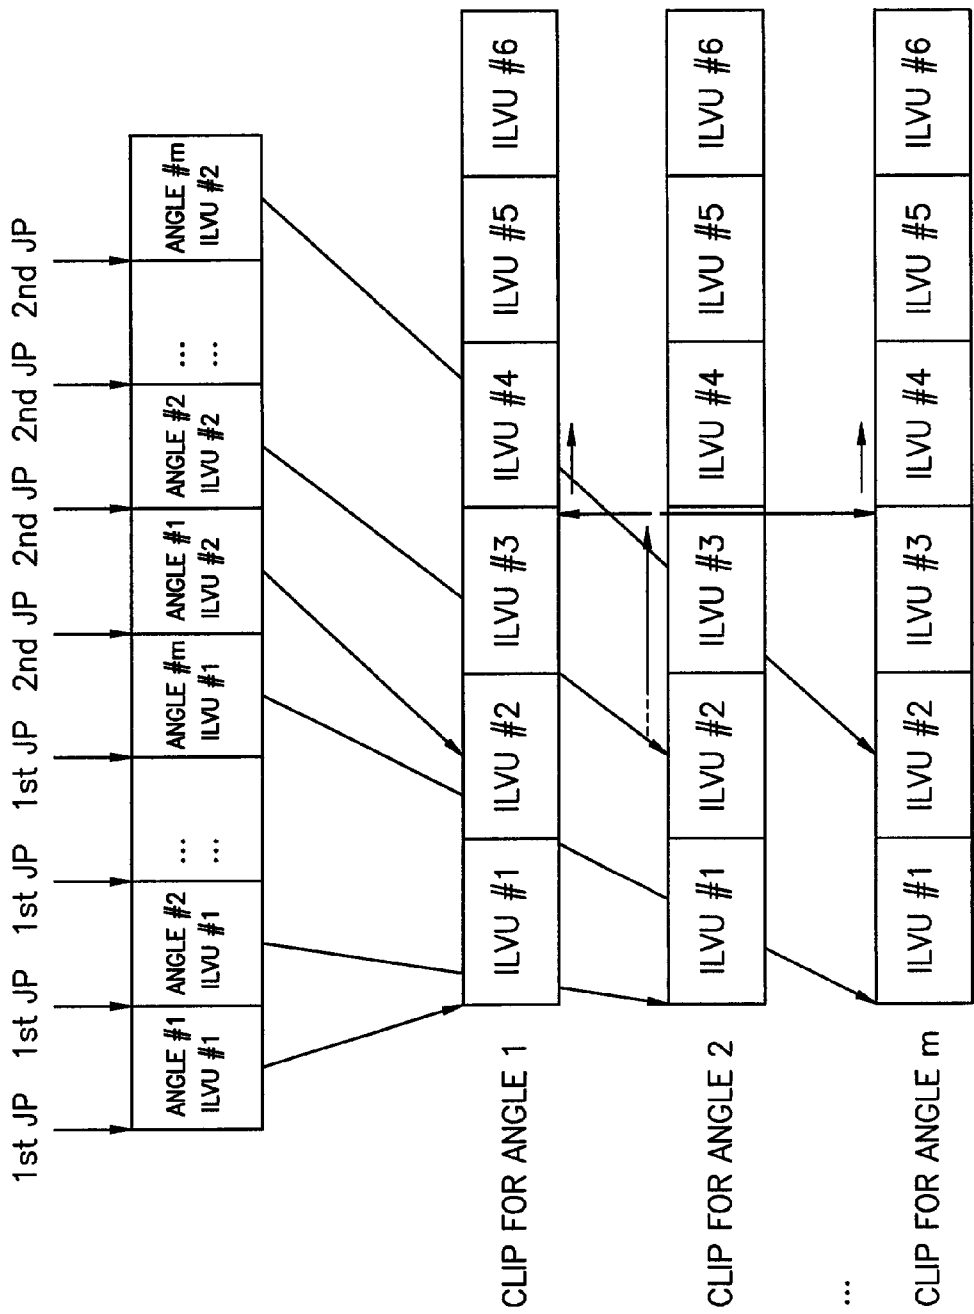 1st JP 1st JP 1st JP 1st JP 2nd JP 2nd JP 2nd JP 2nd JP
ANGLE #1
ILVU #1
ANGLE #2
ILVU #1
...
...
ANGLE #m
ILVU #1
ANGLE #1
ILVU #2
ANGLE #2
ILVU #2
...
...
ANGLE #m
ILVU #2
CLIP FOR ANGLE 1
ILVU #1 ILVU #2 ILVU #3 ILVU #4 ILVU #5 ILVU #6
CLIP FOR ANGLE 2
ILVU #1 ILVU #2 ILVU #3 ILVU #4 ILVU #5 ILVU #6
...
CLIP FOR ANGLE m
ILVU #1 ILVU #2 ILVU #3 ILVU #4 ILVU #5 ILVU #6